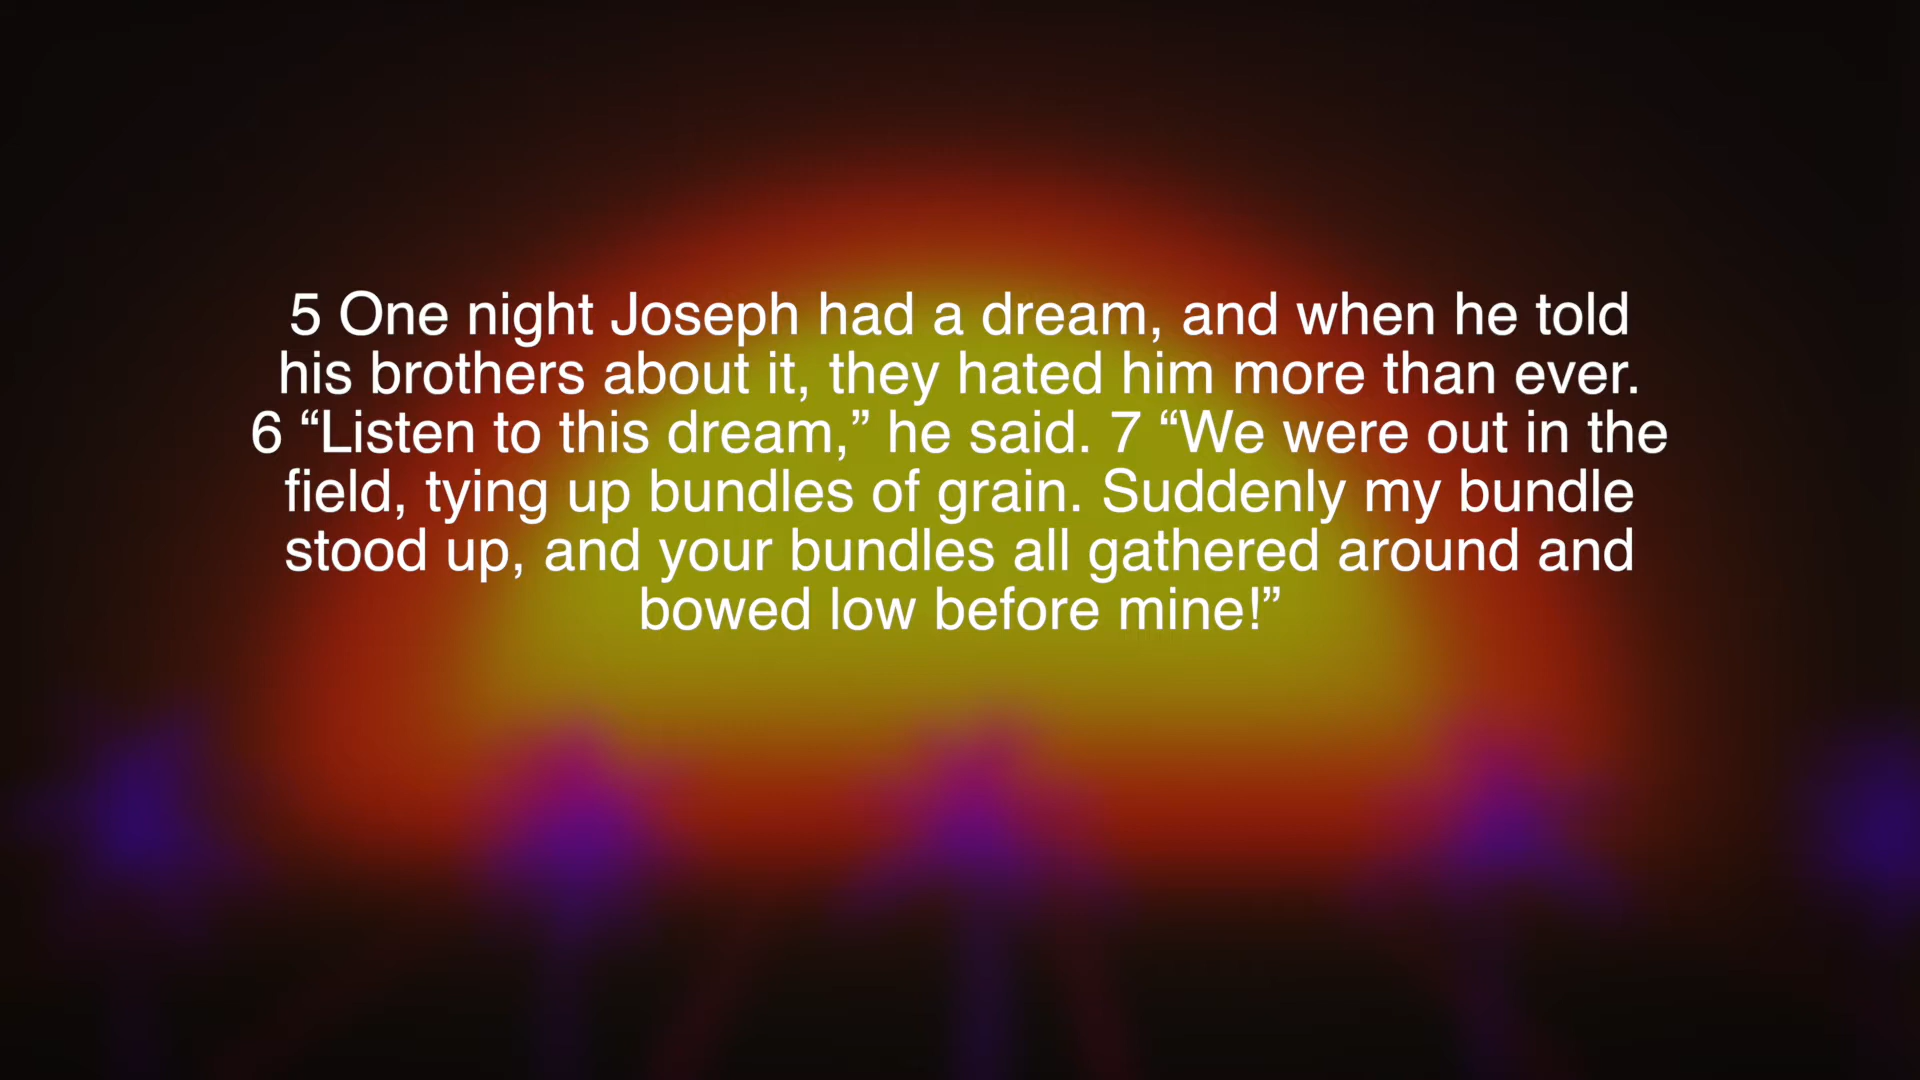 5 One night Joseph had a dream, and when he told
his brothers about it, they hated him more than ever.
6 “Listen to this dream,” he said. 7 “We were out in the
field, tying up bundles of grain. Suddenly my bundle
stood up, and your bundles all gathered around and
bowed low before mine!”